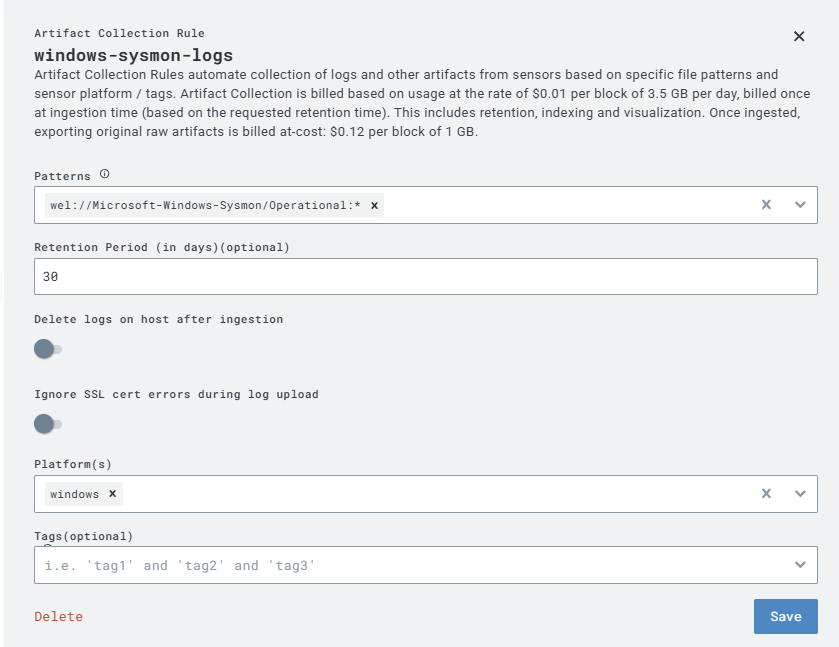 Artifact Collection Rule
windows-sysmon-logs
Artifact Collection Rules automate collection of logs and other artifacts from sensors based on specific file patterns and
sensor platform / tags. Artifact Collection is billed based on usage at the rate of $0.01 per block of 3.5 GB per day, billed once
at ingestion time (based on the requested retention time). This includes retention, indexing and visualization. Once ingested,
exporting original raw artifacts is billed at-cost: $0.12 per block of 1 GB.
Patterns
wel://Microsoft-Windows-Sysmon/Operational:*
Retention Period (in days)(optional)
30
Delete logs on host after ingestion
Ignore SSL cert errors during log upload
Platform(s)
windows
Tags(optional)
i.e. 'tag1' and 'tag2' and 'tag3'
Delete
Save